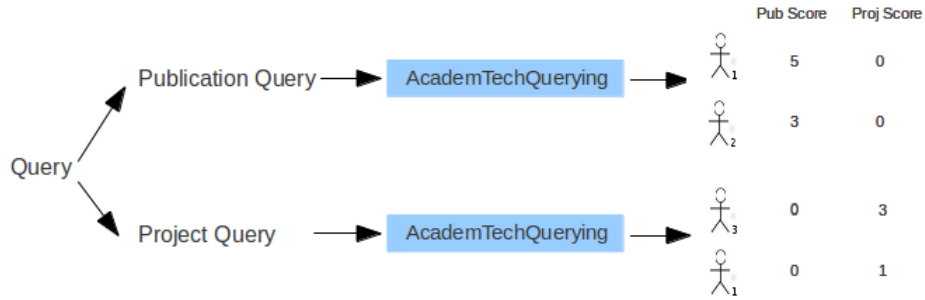 Pub Score Proj Score
Publication Query AcademTechQuerying 1 5 0
2 3 0
Query
Project Query AcademTechQuerying 3 0 3
1 0 1